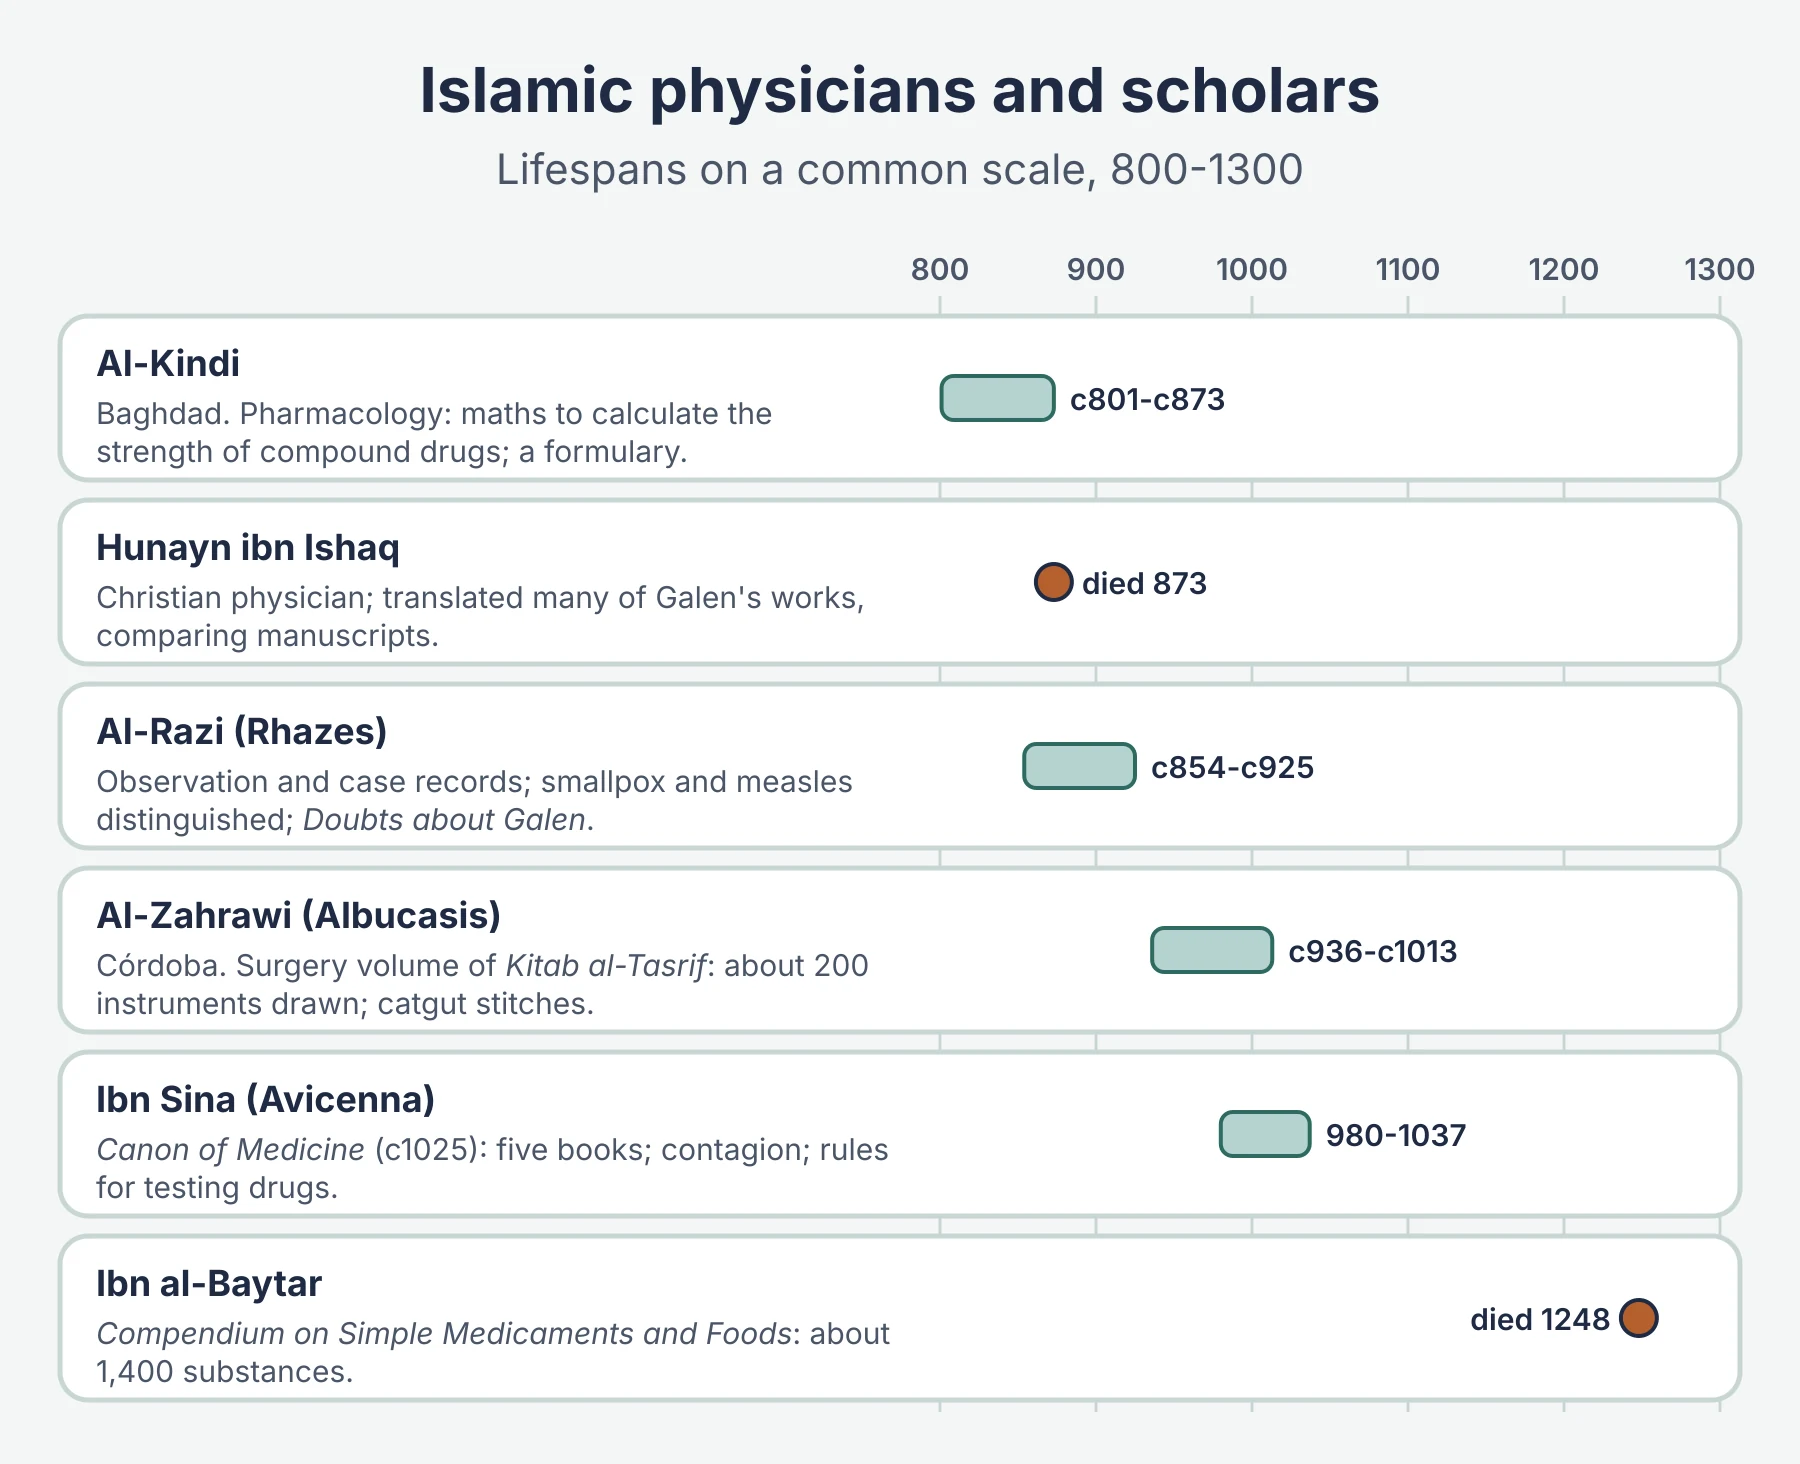 Islamic physicians and scholars
Lifespans on a common scale, 800-1300
800 900 1000 1100 1200 1300
Al-Kindi
Baghdad. Pharmacology: maths to calculate the
strength of compound drugs; a formulary.
c801-c873
Hunayn ibn Ishaq
Christian physician; translated many of Galen's works,
comparing manuscripts.
died 873
Al-Razi (Rhazes)
Observation and case records; smallpox and measles
distinguished; Doubts about Galen.
c854-c925
Al-Zahrawi (Albucasis)
Córdoba. Surgery volume of Kitab al-Tasrif: about 200
instruments drawn; catgut stitches.
c936-c1013
Ibn Sina (Avicenna)
Canon of Medicine (c1025): five books; contagion; rules
for testing drugs.
980-1037
Ibn al-Baytar
Compendium on Simple Medicaments and Foods: about
1,400 substances.
died 1248